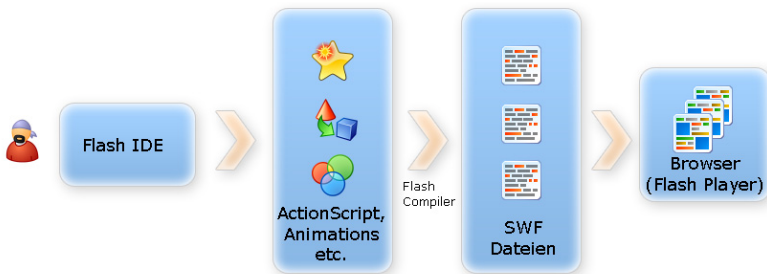 Flash IDE
ActionScript,
Animations
etc.
Flash
Compiler
SWF
Dateien
Browser
(Flash Player)